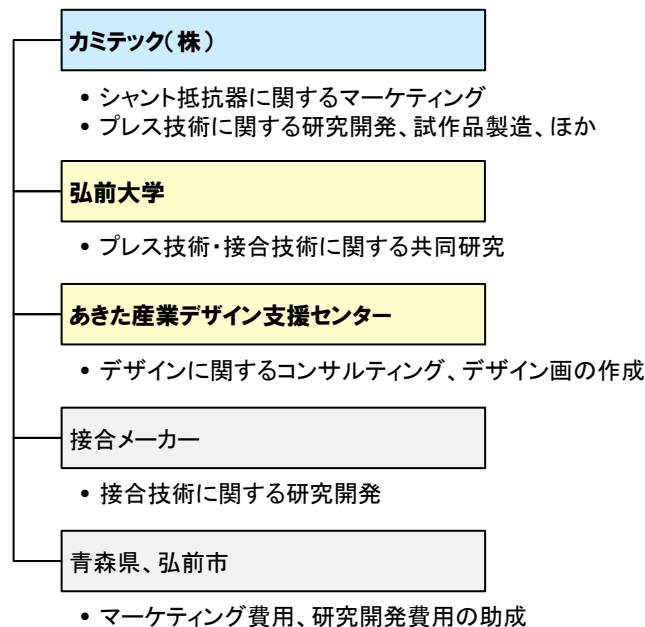 カミテック（株）
• シャント抵抗器に関するマーケティング
• プレス技術に関する研究開発、試作品製造、ほか
弘前大学
• プレス技術・接合技術に関する共同研究
あきた産業デザイン支援センター
• デザインに関するコンサルティング、デザイン画の作成
接合メーカー
• 接合技術に関する研究開発
青森県、弘前市
• マーケティング費用、研究開発費用の助成